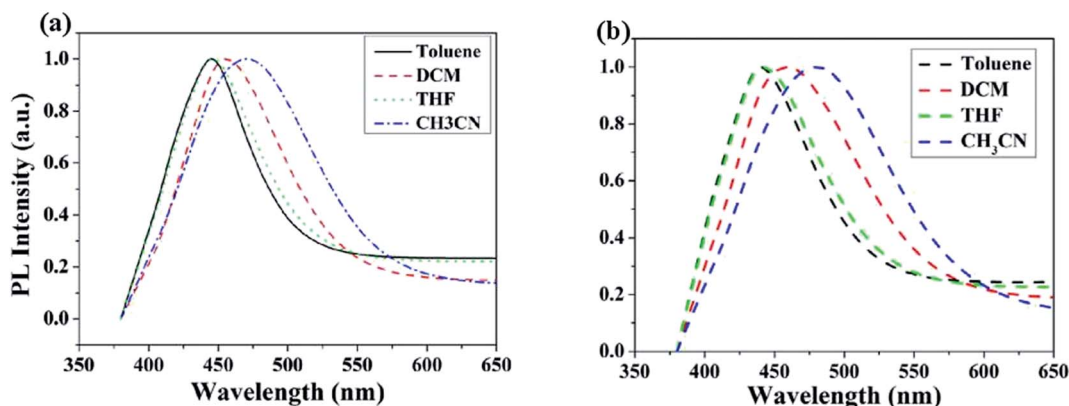 (a)
Toluene
DCM
THF
CH3CN
PL Intensity (a.u.)
1.0
0.8
0.6
0.4
0.2
0.0
350 400 450 500 550 600 650
Wavelength (nm)
(b)
Toluene
DCM
THF
CH₃CN
1.0
0.8
0.6
0.4
0.2
0.0
350 400 450 500 550 600 650
Wavelength (nm)